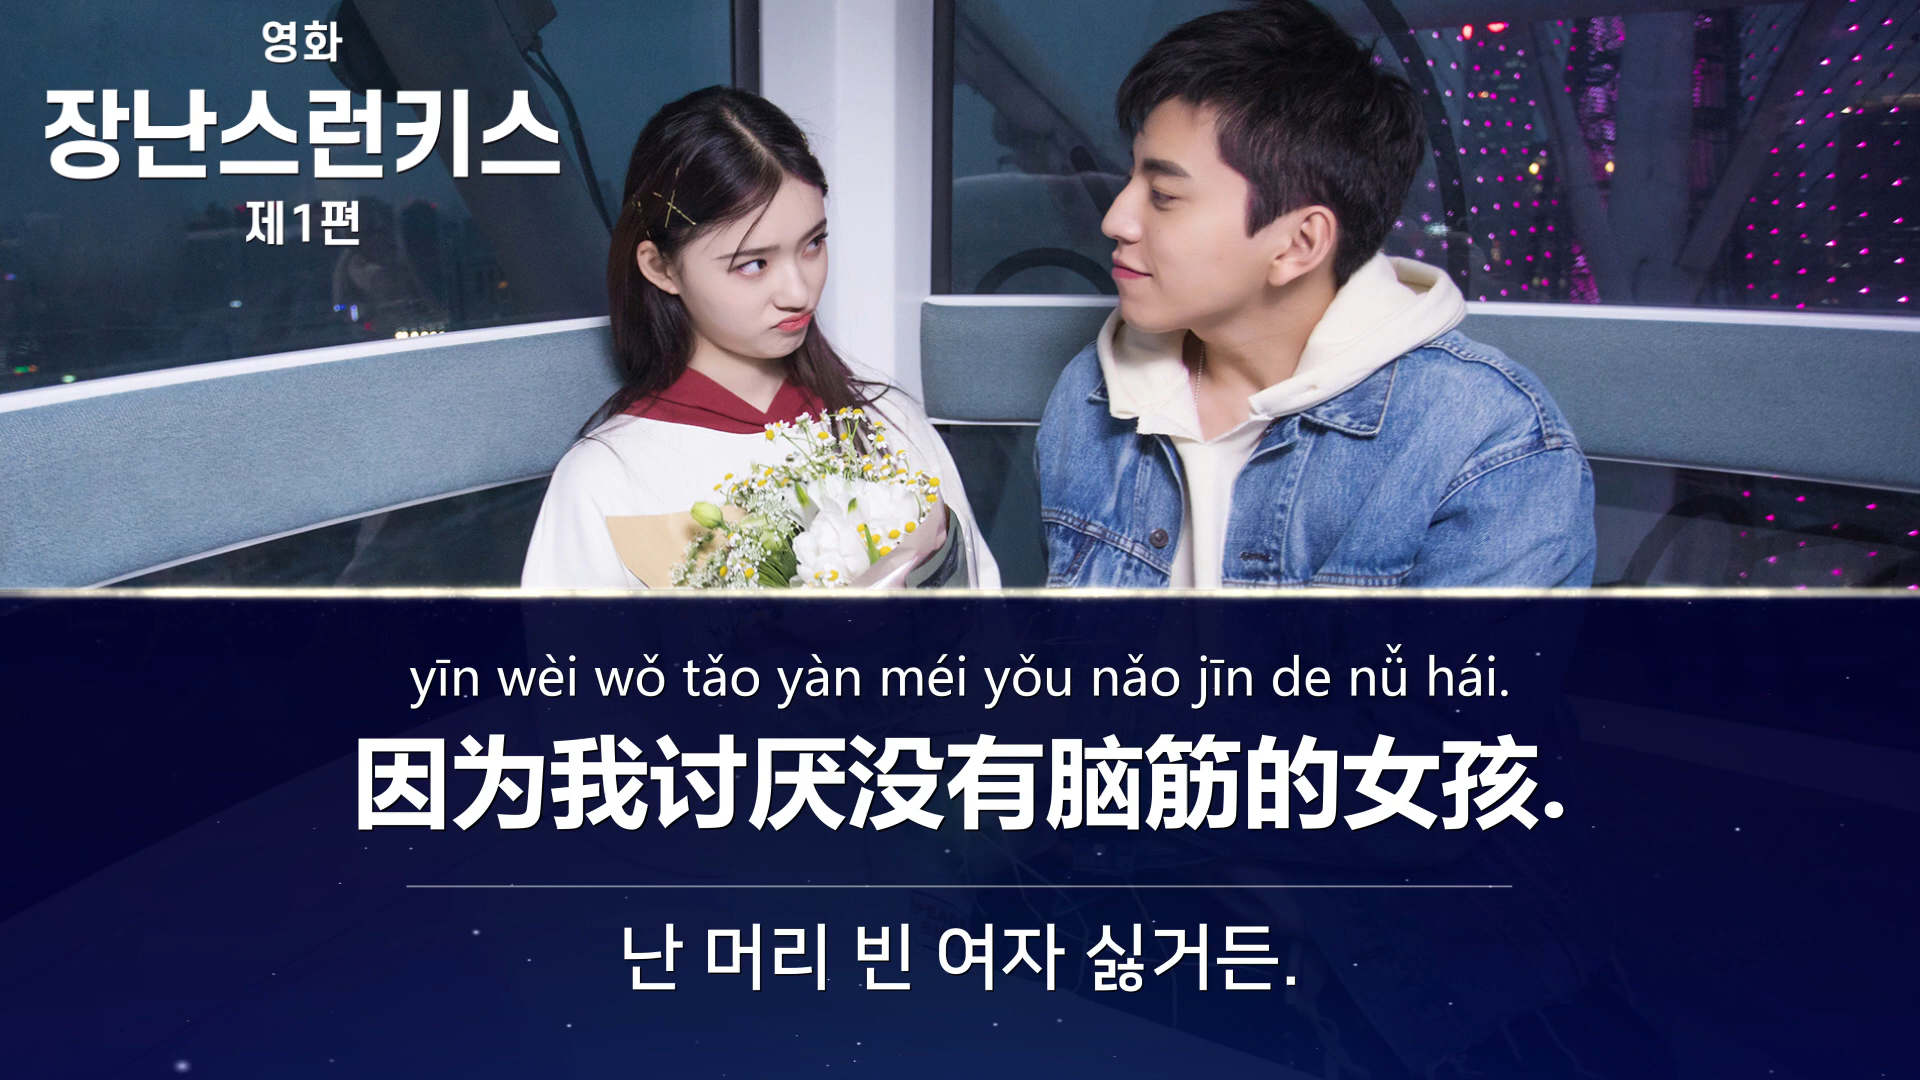 영화
장난스런키스
제1편
yīn wèi wǒ tǎo yàn méi yǒu nǎo jīn de nǚ hái.
因为我讨厌没有脑筋的女孩.
난 머리 빈 여자 싫거든.